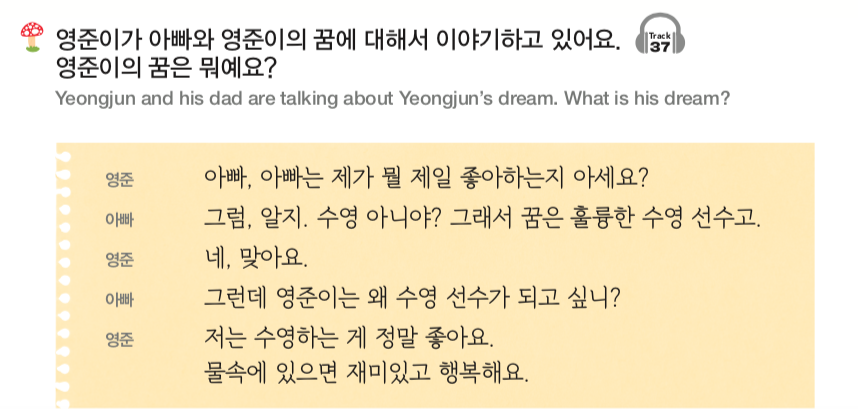 영준이가 아빠와 영준이의 꿈에 대해서 이야기하고 있어요.
Track 37
영준이의 꿈은 뭐예요?
Yeongjun and his dad are talking about Yeongjun's dream. What is his dream?
영준 아빠, 아빠는 제가 뭘 제일 좋아하는지 아세요?
아빠 그럼, 알지. 수영 아니야? 그래서 꿈은 훌륭한 수영 선수고.
영준 네, 맞아요.
아빠 그런데 영준이는 왜 수영 선수가 되고 싶니?
영준 저는 수영하는 게 정말 좋아요.
물속에 있으면 재미있고 행복해요.